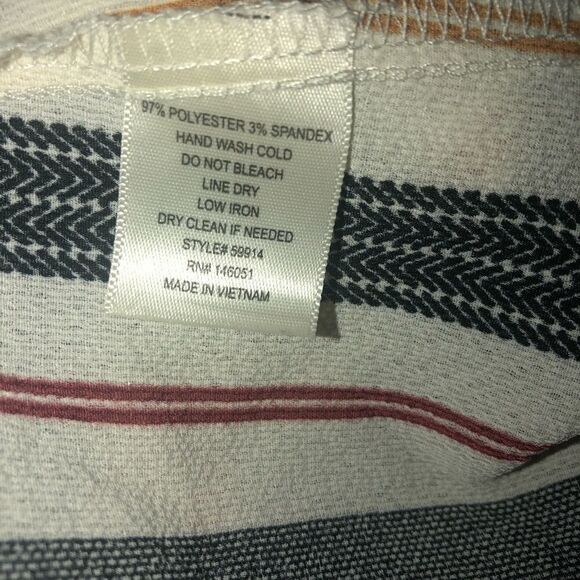 97% POLYESTER 3% SPANDEX
HAND WASH COLD
DO NOT BLEACH
LINE DRY
LOW IRON
DRY CLEAN IF NEEDED
STYLE# 59914
RN# 146051
MADE IN VIETNAM